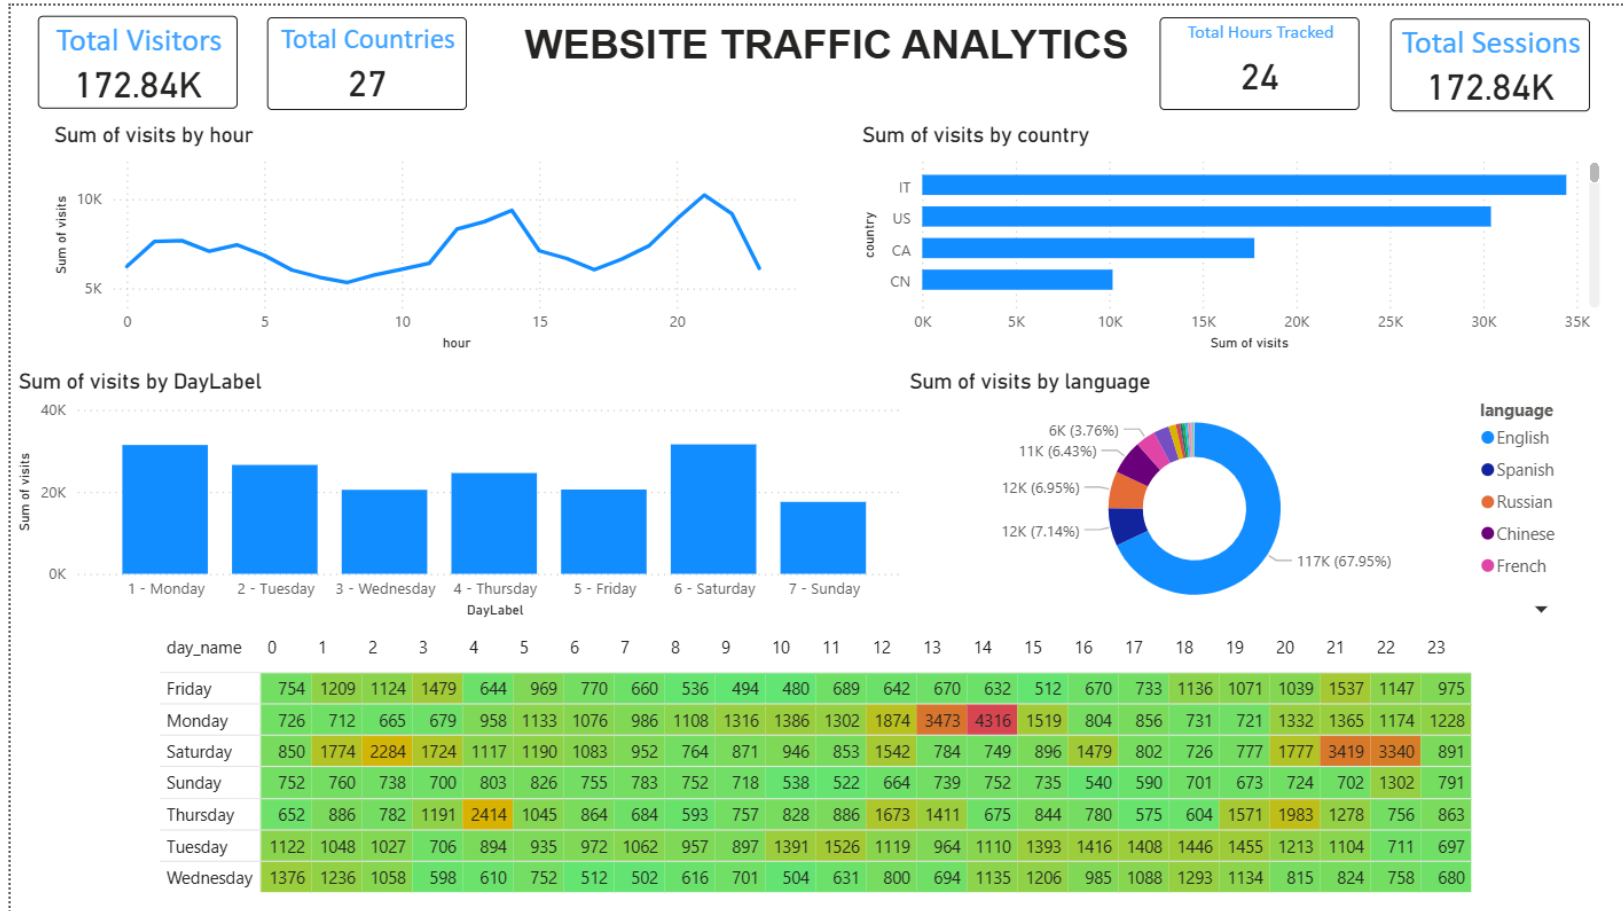 Total Visitors
172.84K
Total Countries
27
WEBSITE TRAFFIC ANALYTICS
Total Hours Tracked
24
Total Sessions
172.84K
Sum of visits by hour
Sum of visits
10K
5K
0 5 10 15 20
hour
Sum of visits by country
country
IT
US
CA
CN
0K 5K 10K 15K 20K 25K 30K 35K
Sum of visits
Sum of visits by DayLabel
Sum of visits
40K
20K
0K
1 - Monday 2 - Tuesday 3 - Wednesday 4 - Thursday 5 - Friday 6 - Saturday 7 - Sunday
DayLabel
Sum of visits by language
6K (3.76%)
11K (6.43%)
12K (6.95%)
12K (7.14%)
117K (67.95%)
language
English
Spanish
Russian
Chinese
French
day_name 0 1 2 3 4 5 6 7 8 9 10 11 12 13 14 15 16 17 18 19 20 21 22 23
Friday 754 1209 1124 1479 644 969 770 660 536 494 480 689 642 670 632 512 670 733 1136 1071 1039 1537 1147 975
Monday 726 712 665 679 958 1133 1076 986 1108 1316 1386 1302 1874 3473 4316 1519 804 856 731 721 1332 1365 1174 1228
Saturday 850 1774 2284 1724 1117 1190 1083 952 764 871 946 853 1542 784 749 896 1479 802 726 777 1777 3419 3340 891
Sunday 752 760 738 700 803 826 755 783 752 718 538 522 664 739 752 735 540 590 701 673 724 702 1302 791
Thursday 652 886 782 1191 2414 1045 864 684 593 757 828 886 1673 1411 675 844 780 575 604 1571 1983 1278 756 863
Tuesday 1122 1048 1027 706 894 935 972 1062 957 897 1391 1526 1119 964 1110 1393 1416 1408 1446 1455 1213 1104 711 697
Wednesday 1376 1236 1058 598 610 752 512 502 616 701 504 631 800 694 1135 1206 985 1088 1293 1134 815 824 758 680